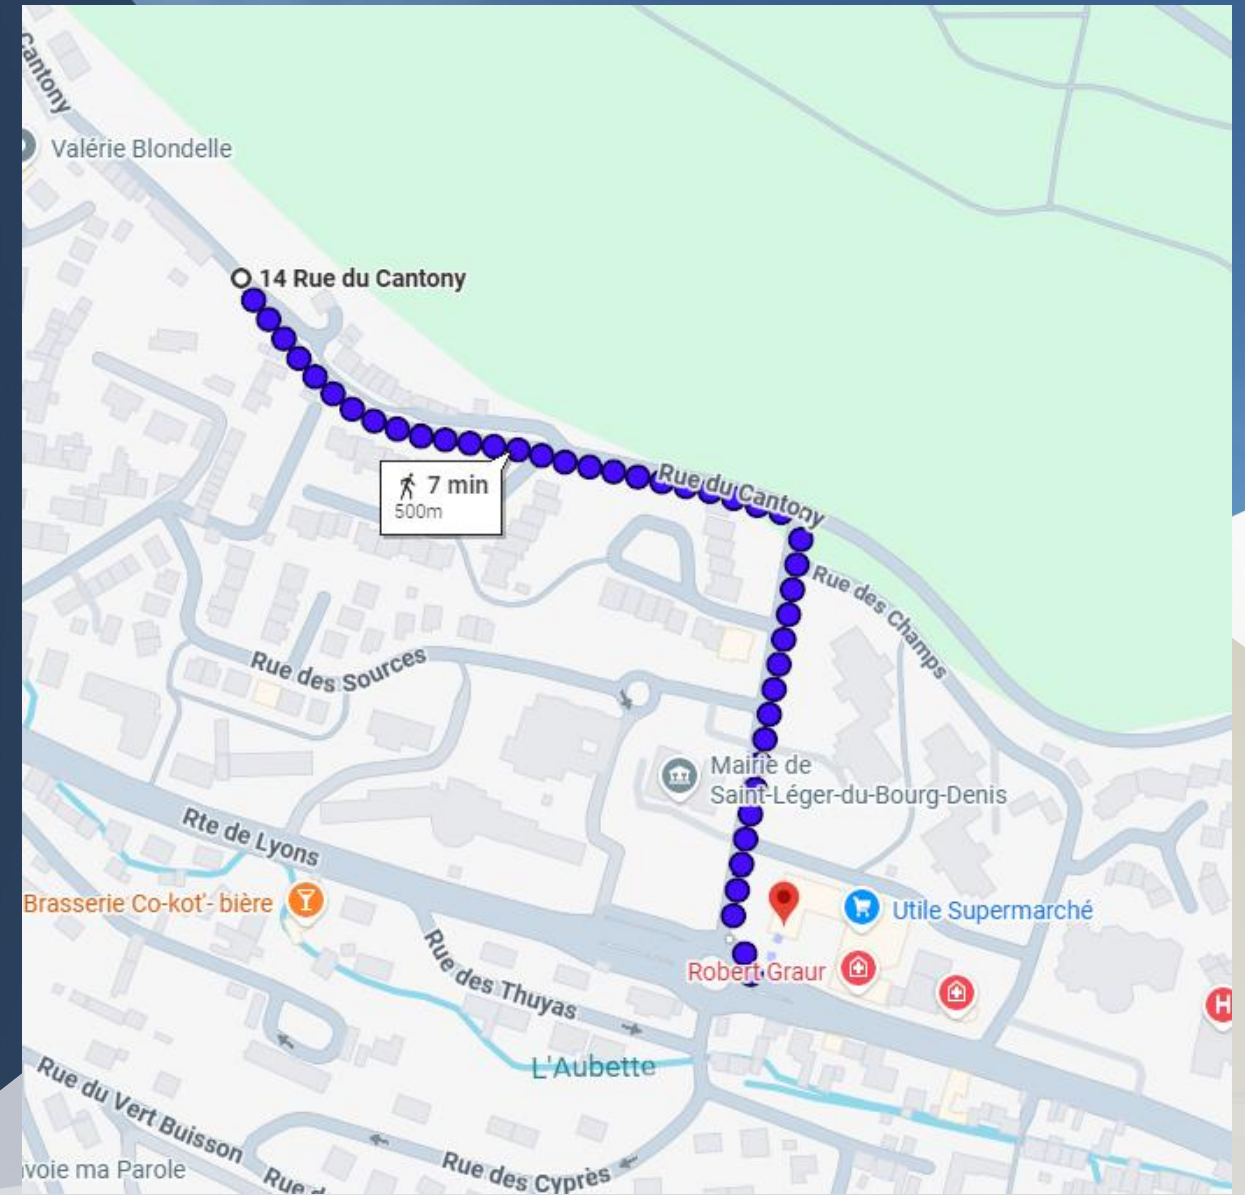 Cantony
Valérie Blondelle
14 Rue du Cantony
7 min
500m
Rue du Cantony
Rue des Champs
Rue des Sources
Mairie de
Saint-Léger-du-Bourg-Denis
Rte de Lyons
Brasserie Co-kot'- bière
Utile Supermarché
Robert Graur
Rue des Thuyas
H
L'Aubette
Rue du Vert Buisson
voie ma Parole
Rue d
Rue des Cyprès